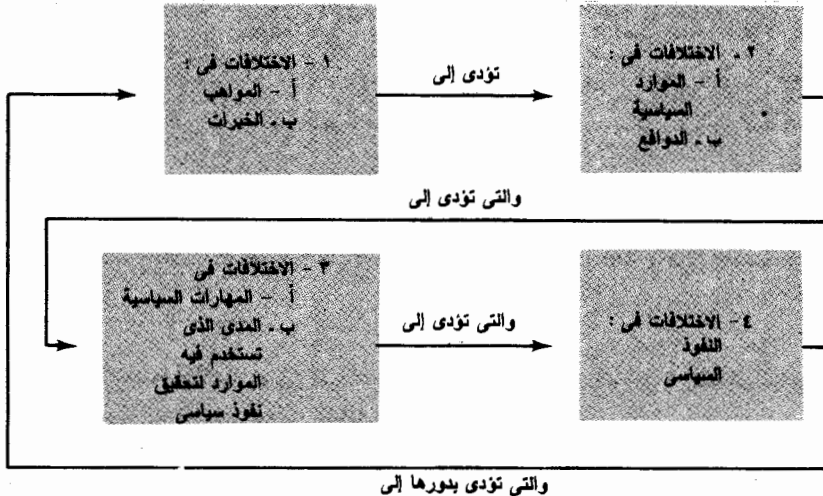 ١ - الاختلافات فى :
أ - المواهب
ب ـ الخبرات
تؤدى إلى
٢ ـ الاختلافات فى :
أ - الموارد
السياسية
ب ـ الدوافع
والتى تؤدى إلى
٣ - الاختلافات فى
أ - المهارات السياسية
ب ـ المدى الذى
تستخدم فيه
الموارد لتحقيق
نفوذ سياسى
والتى تؤدى إلى
٤ - الاختلافات فى :
النفوذ
السياسى
والتى تؤدى بدورها إلى